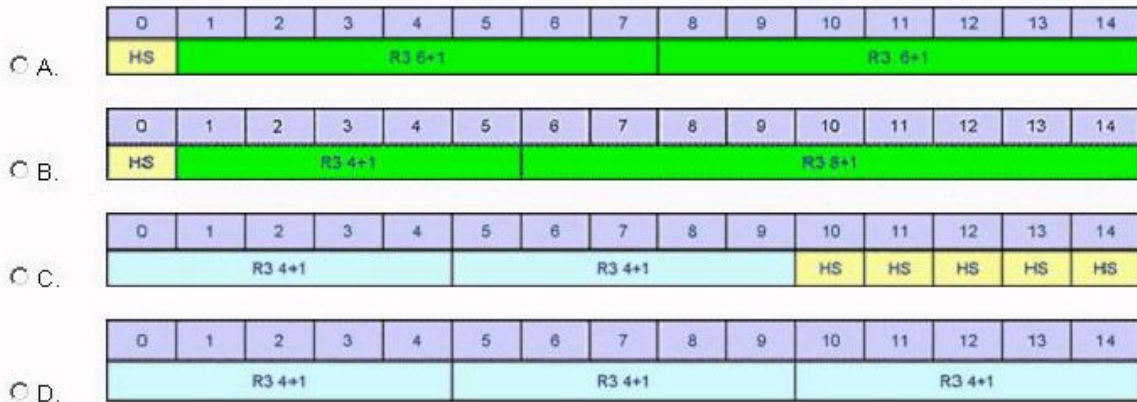 0 1 2 3 4 5 6 7 8 9 10 11 12 13 14
A. HS R3 6+1 R3 6+1
0 1 2 3 4 5 6 7 8 9 10 11 12 13 14
B. HS R3 4+1 R3 8+1
0 1 2 3 4 5 6 7 8 9 10 11 12 13 14
C. R3 4+1 R3 4+1 HS HS HS HS HS
0 1 2 3 4 5 6 7 8 9 10 11 12 13 14
D. R3 4+1 R3 4+1 R3 4+1